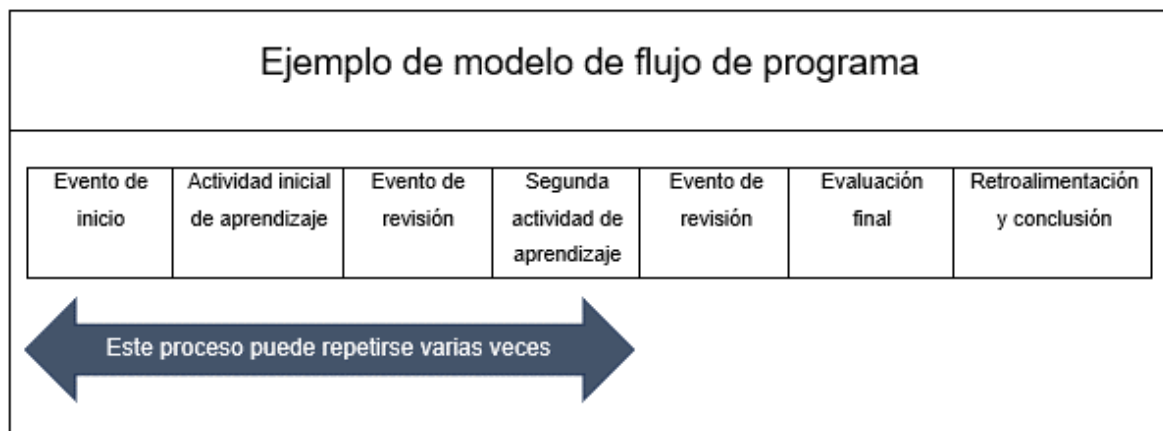 Ejemplo de modelo de flujo de programa
Evento de
inicio
Actividad inicial
de aprendizaje
Evento de
revisión
Segunda
actividad de
aprendizaje
Evento de
revisión
Evaluación
final
Retroalimentación
y conclusión
Este proceso puede repetirse varias veces